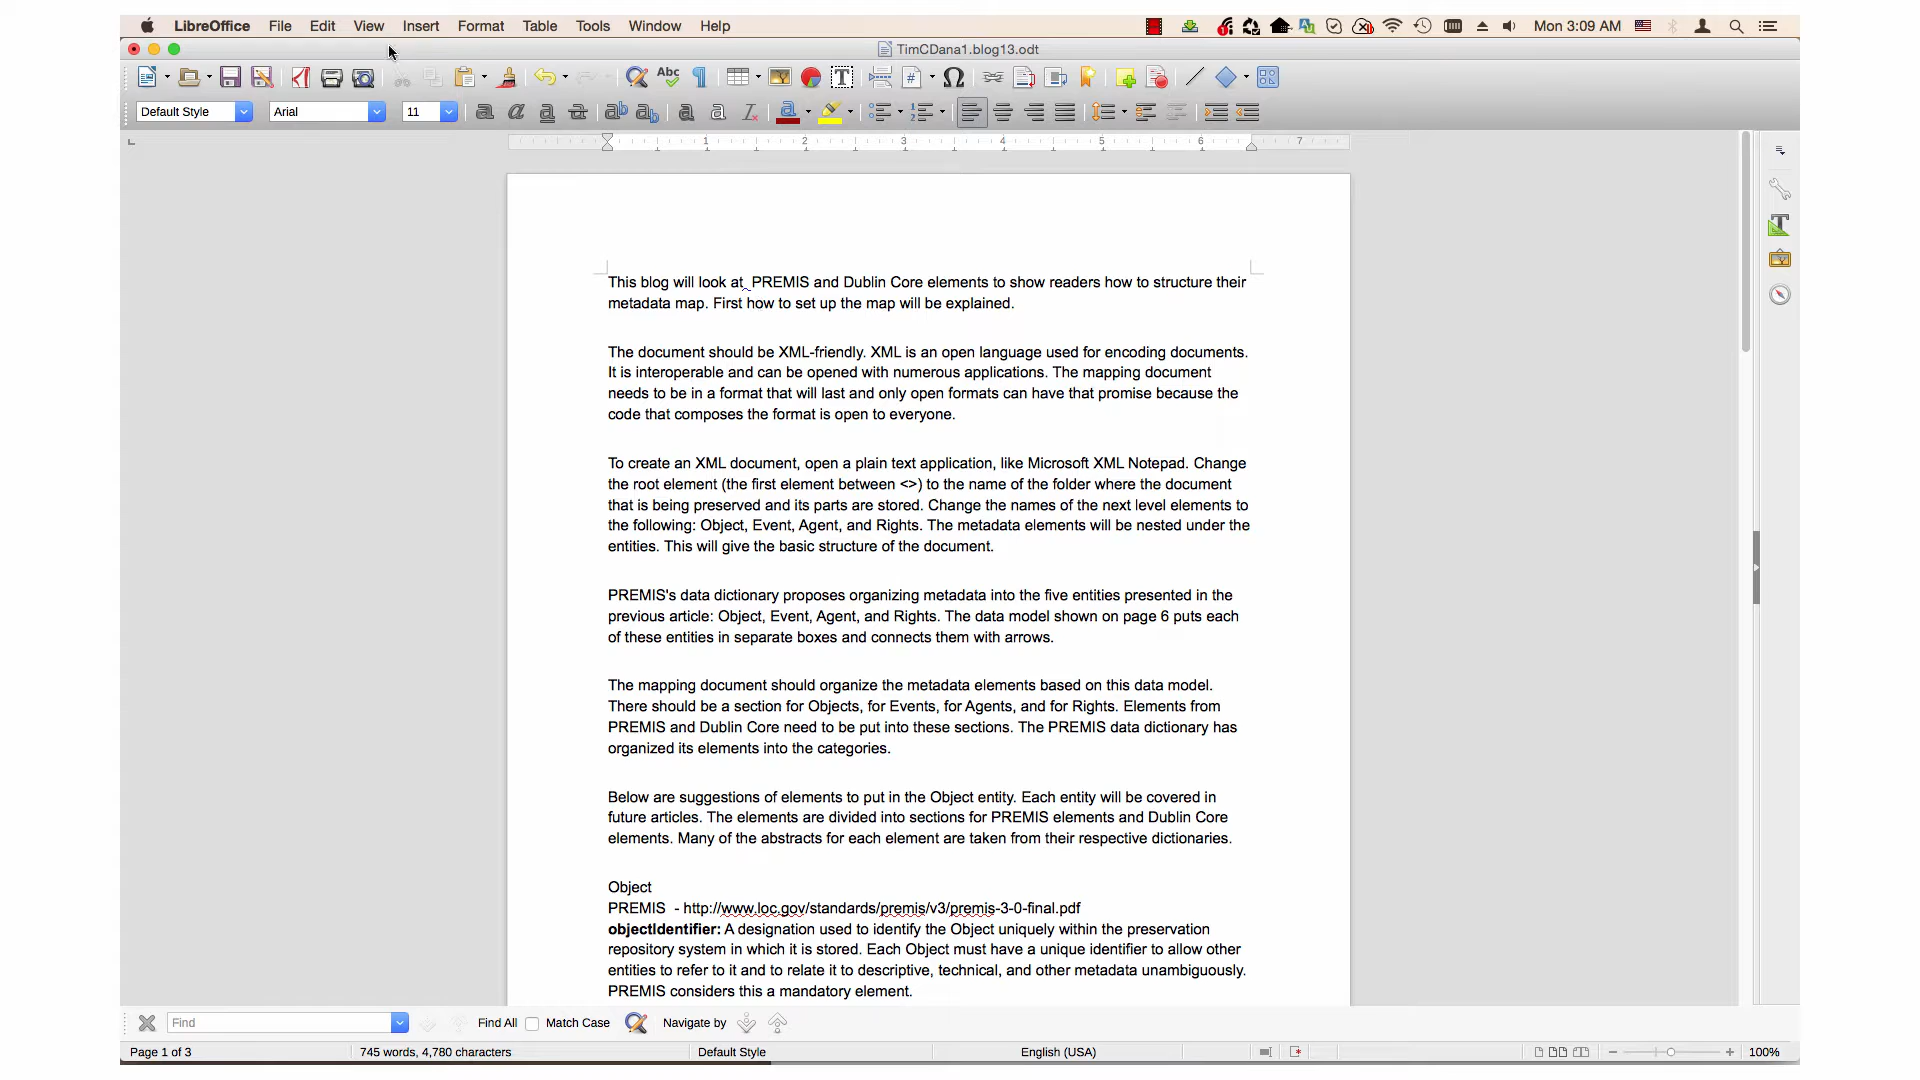 LibreOffice File Edit View Insert Format Table Tools Window Help Mon 3:09 AM
TimCDana1.blog13.odt
Default Style Arial 11
1 2 3 4 5 6 7
This blog will look at  PREMIS and Dublin Core elements to show readers how to structure their
metadata map. First how to set up the map will be explained.
The document should be XML-friendly. XML is an open language used for encoding documents.
It is interoperable and can be opened with numerous applications. The mapping document
needs to be in a format that will last and only open formats can have that promise because the
code that composes the format is open to everyone.
To create an XML document, open a plain text application, like Microsoft XML Notepad. Change
the root element (the first element between <>) to the name of the folder where the document
that is being preserved and its parts are stored. Change the names of the next level elements to
the following: Object, Event, Agent, and Rights. The metadata elements will be nested under the
entities. This will give the basic structure of the document.
PREMIS's data dictionary proposes organizing metadata into the five entities presented in the
previous article: Object, Event, Agent, and Rights. The data model shown on page 6 puts each
of these entities in separate boxes and connects them with arrows.
The mapping document should organize the metadata elements based on this data model.
There should be a section for Objects, for Events, for Agents, and for Rights. Elements from
PREMIS and Dublin Core need to be put into these sections. The PREMIS data dictionary has
organized its elements into the categories.
Below are suggestions of elements to put in the Object entity. Each entity will be covered in
future articles. The elements are divided into sections for PREMIS elements and Dublin Core
elements. Many of the abstracts for each element are taken from their respective dictionaries.
Object
PREMIS  - http://www.loc.gov/standards/premis/v3/premis-3-0-final.pdf
objectIdentifier: A designation used to identify the Object uniquely within the preservation
repository system in which it is stored. Each Object must have a unique identifier to allow other
entities to refer to it and to relate it to descriptive, technical, and other metadata unambiguously.
PREMIS considers this a mandatory element.
Find Find All Match Case Navigate by
Page 1 of 3 745 words, 4,780 characters Default Style English (USA) 100%